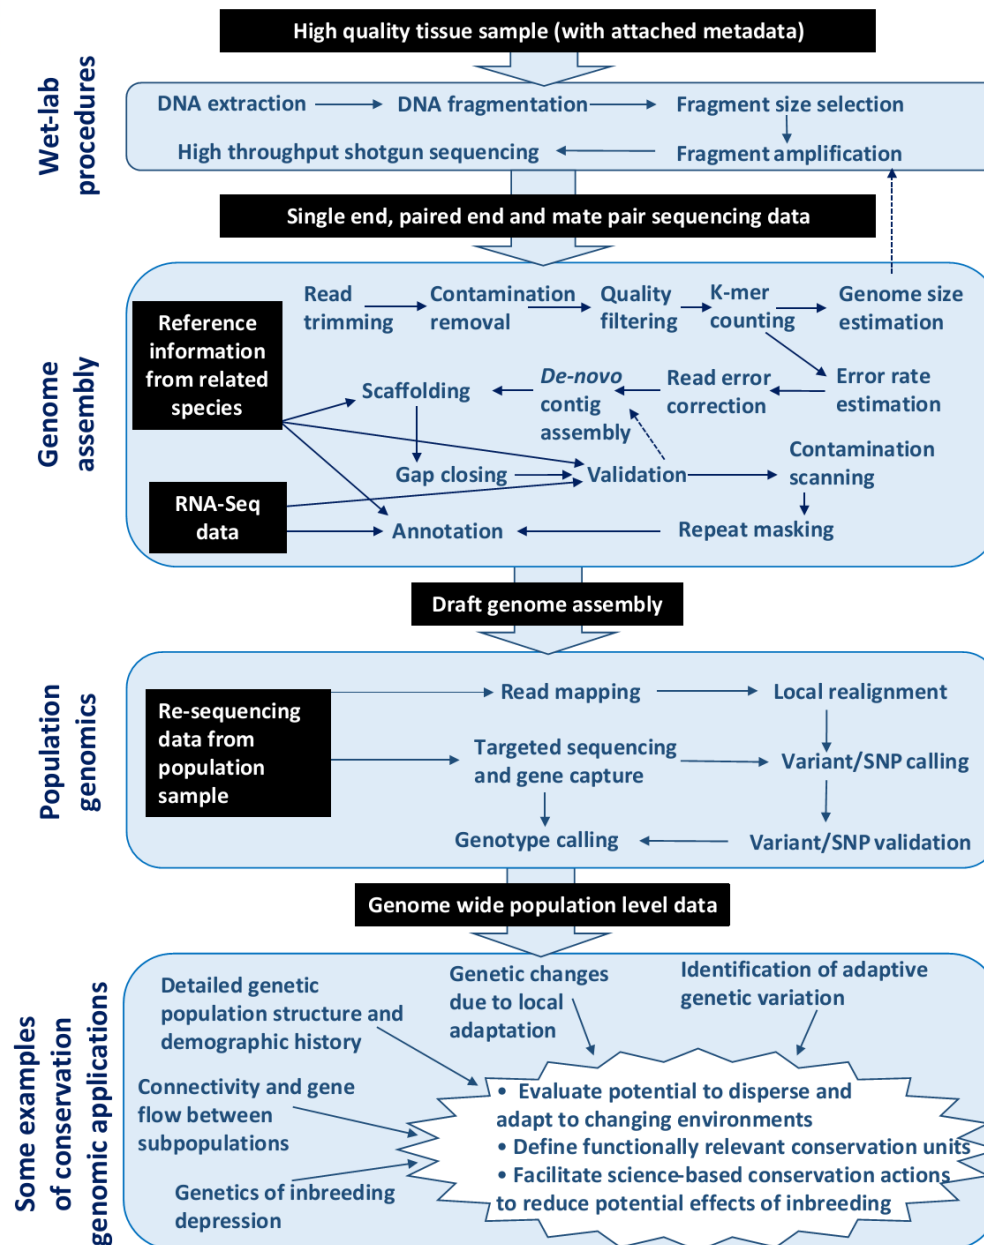 High quality tissue sample (with attached metadata)
Wet-lab
procedures
DNA extraction
DNA fragmentation
Fragment size selection
High throughput shotgun sequencing
Fragment amplification
Single end, paired end and mate pair sequencing data
Genome
assembly
Reference
information
from related
species
Read
trimming
Contamination
removal
Quality
filtering
K-mer
counting
Genome size
estimation
Scaffolding
De-novo
contig
assembly
Read error
correction
Error rate
estimation
Gap closing
Validation
Contamination
scanning
RNA-Seq
data
Annotation
Repeat masking
Draft genome assembly
Population
genomics
Re-sequencing
data from
population
sample
Read mapping
Local realignment
Targeted sequencing
and gene capture
Variant/SNP calling
Genotype calling
Variant/SNP validation
Genome wide population level data
Some examples
of conservation
genomic applications
Detailed genetic
population structure and
demographic history
Genetic changes
due to local
adaptation
Identification of adaptive
genetic variation
Connectivity and gene
flow between
subpopulations
Genetics of inbreeding
depression
• Evaluate potential to disperse and
adapt to changing environments
• Define functionally relevant conservation units
• Facilitate science-based conservation actions
to reduce potential effects of inbreeding